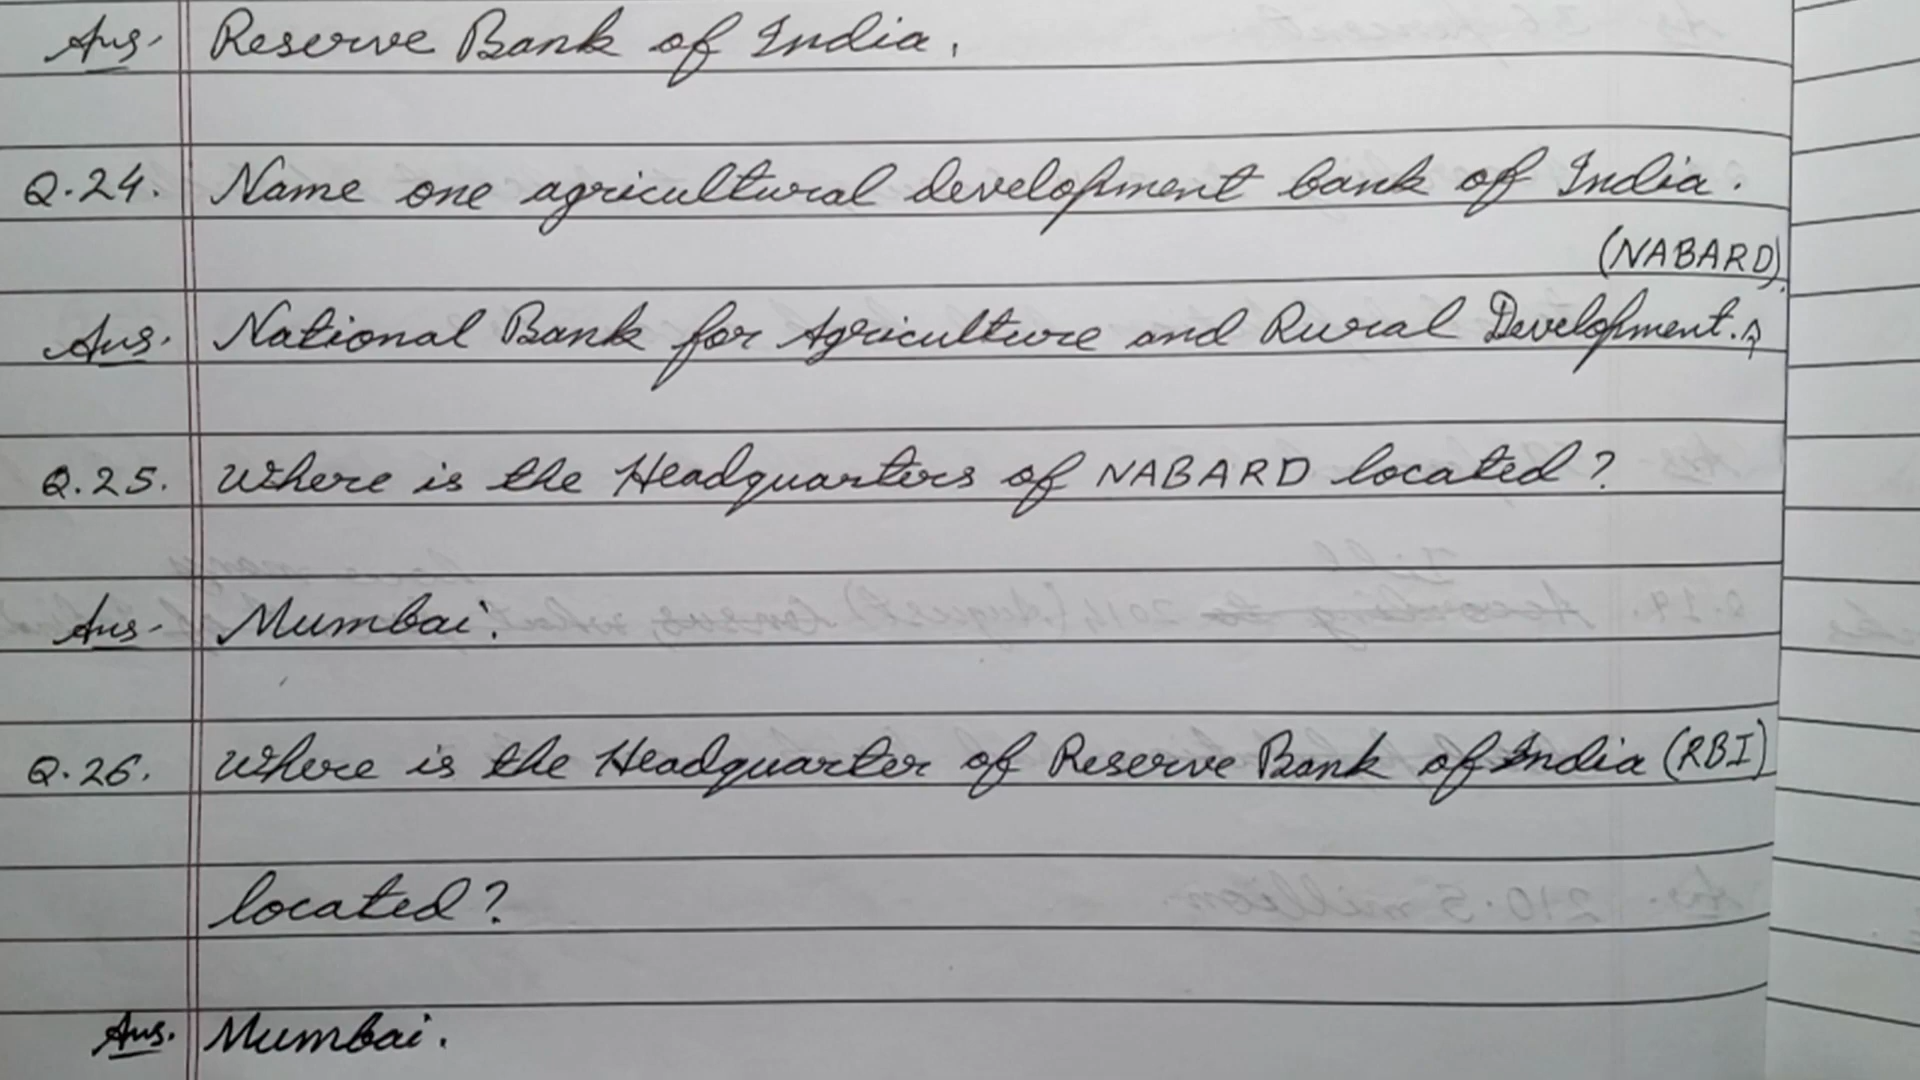 Ans. Reserve Bank of India.
Q.24. Name one agricultural development bank of India.
(NABARD)
Ans. National Bank for Agriculture and Rural Development.
Q.25. Where is the Headquarters of NABARD located?
Ans. Mumbai.
Q.26. Where is the Headquarter of Reserve Bank of India (RBI)
located?
Ans. Mumbai.